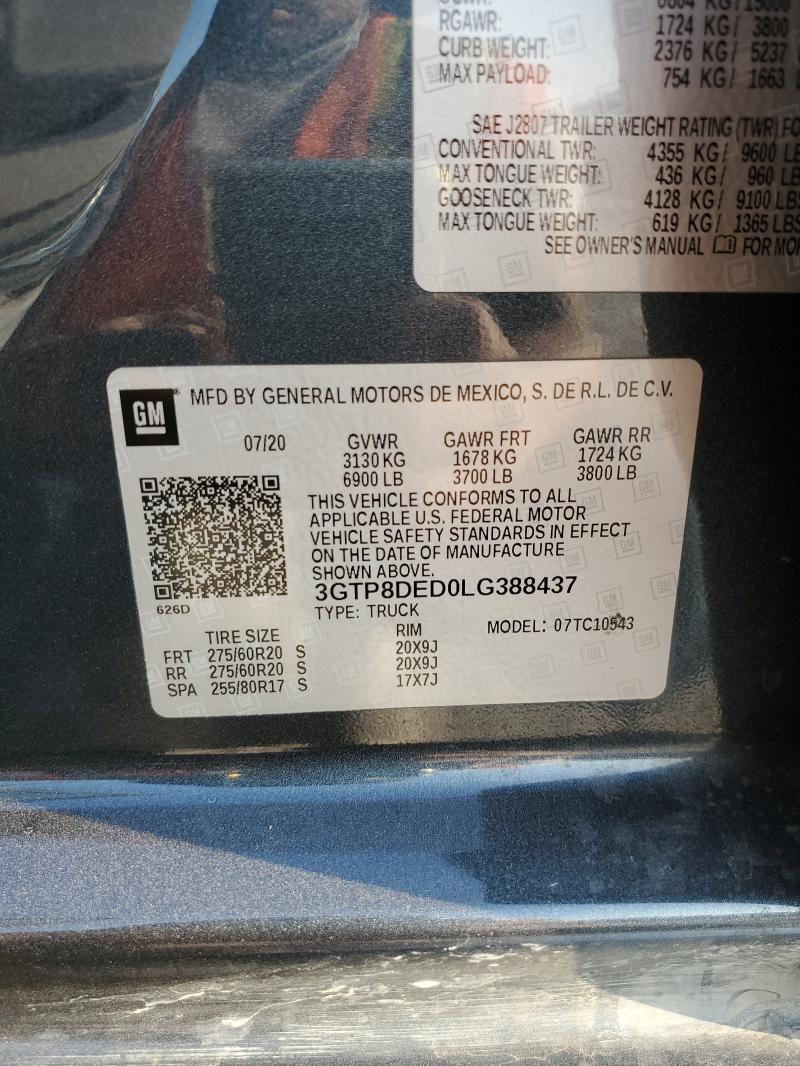 RGAWR: 1724 KG/ 3800
CURB WEIGHT: 2376 KG/ 5237
MAX PAYLOAD: 754 KG/ 1663 L
SAE J2807 TRAILER WEIGHT RATING (TWR) FO
CONVENTIONAL TWR: 4355 KG/ 9600 LB
MAX TONGUE WEIGHT: 436 KG/ 960 LB
GOOSENECK TWR: 4128 KG/ 9100 LBS
MAX TONGUE WEIGHT: 619 KG/ 1365 LBS
SEE OWNER'S MANUAL FOR MOR
GM MFD BY GENERAL MOTORS DE MEXICO, S. DE R.L. DE C.V.
07/20 GVWR GAWR FRT GAWR RR
3130 KG 1678 KG 1724 KG
6900 LB 3700 LB 3800 LB
THIS VEHICLE CONFORMS TO ALL
APPLICABLE U.S. FEDERAL MOTOR
VEHICLE SAFETY STANDARDS IN EFFECT
ON THE DATE OF MANUFACTURE
SHOWN ABOVE.
626D
3GTP8DED0LG388437
TYPE: TRUCK
MODEL: 07TC10543
TIRE SIZE RIM
FRT 275/60R20 S 20X9J
RR 275/60R20 S 20X9J
SPA 255/80R17 S 17X7J